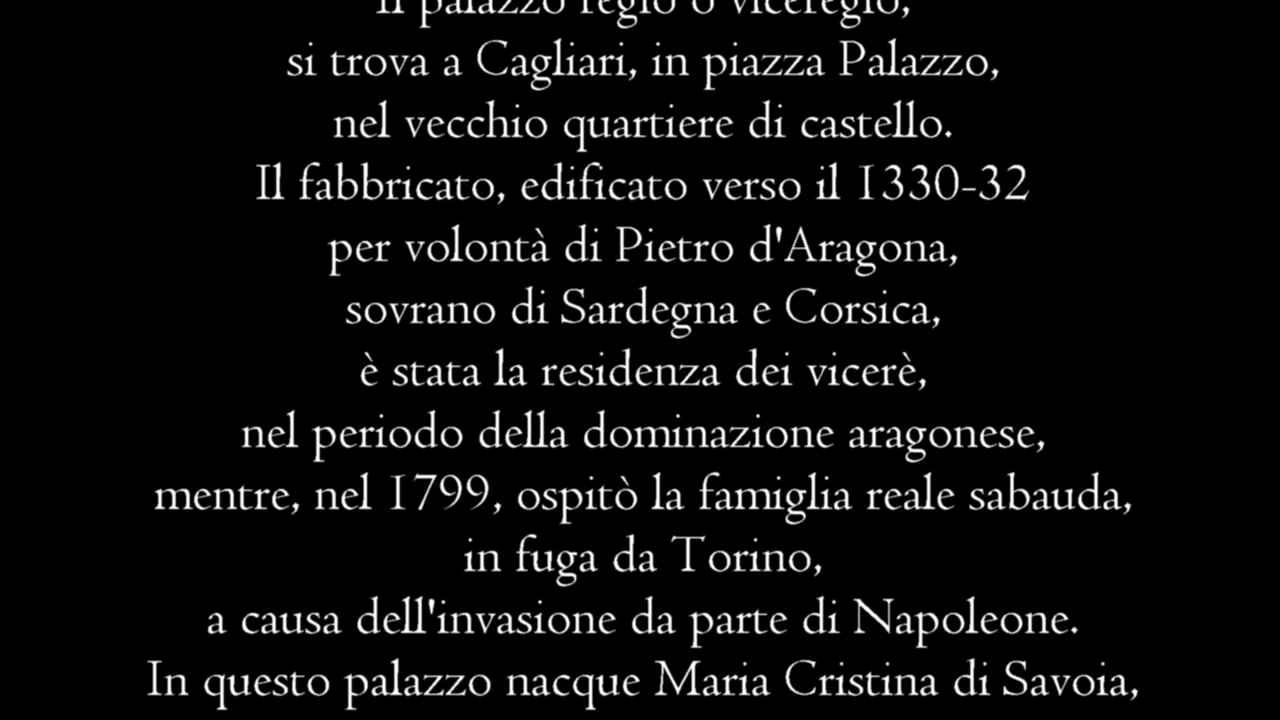 Il palazzo regio o viceregio,
si trova a Cagliari, in piazza Palazzo,
nel vecchio quartiere di castello.
Il fabbricato, edificato verso il 1330-32
per volontà di Pietro d'Aragona,
sovrano di Sardegna e Corsica,
è stata la residenza dei vicerè,
nel periodo della dominazione aragonese,
mentre, nel 1799, ospitò la famiglia reale sabauda,
in fuga da Torino,
a causa dell'invasione da parte di Napoleone.
In questo palazzo nacque Maria Cristina di Savoia,